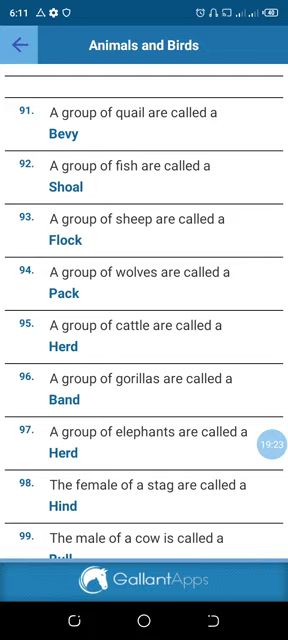 6:11
40
Animals and Birds
91. A group of quail are called a
Bevy
92. A group of fish are called a
Shoal
93. A group of sheep are called a
Flock
94. A group of wolves are called a
Pack
95. A group of cattle are called a
Herd
96. A group of gorillas are called a
Band
97. A group of elephants are called a
Herd
19:23
98. The female of a stag are called a
Hind
99. The male of a cow is called a
Bull
GallantApps